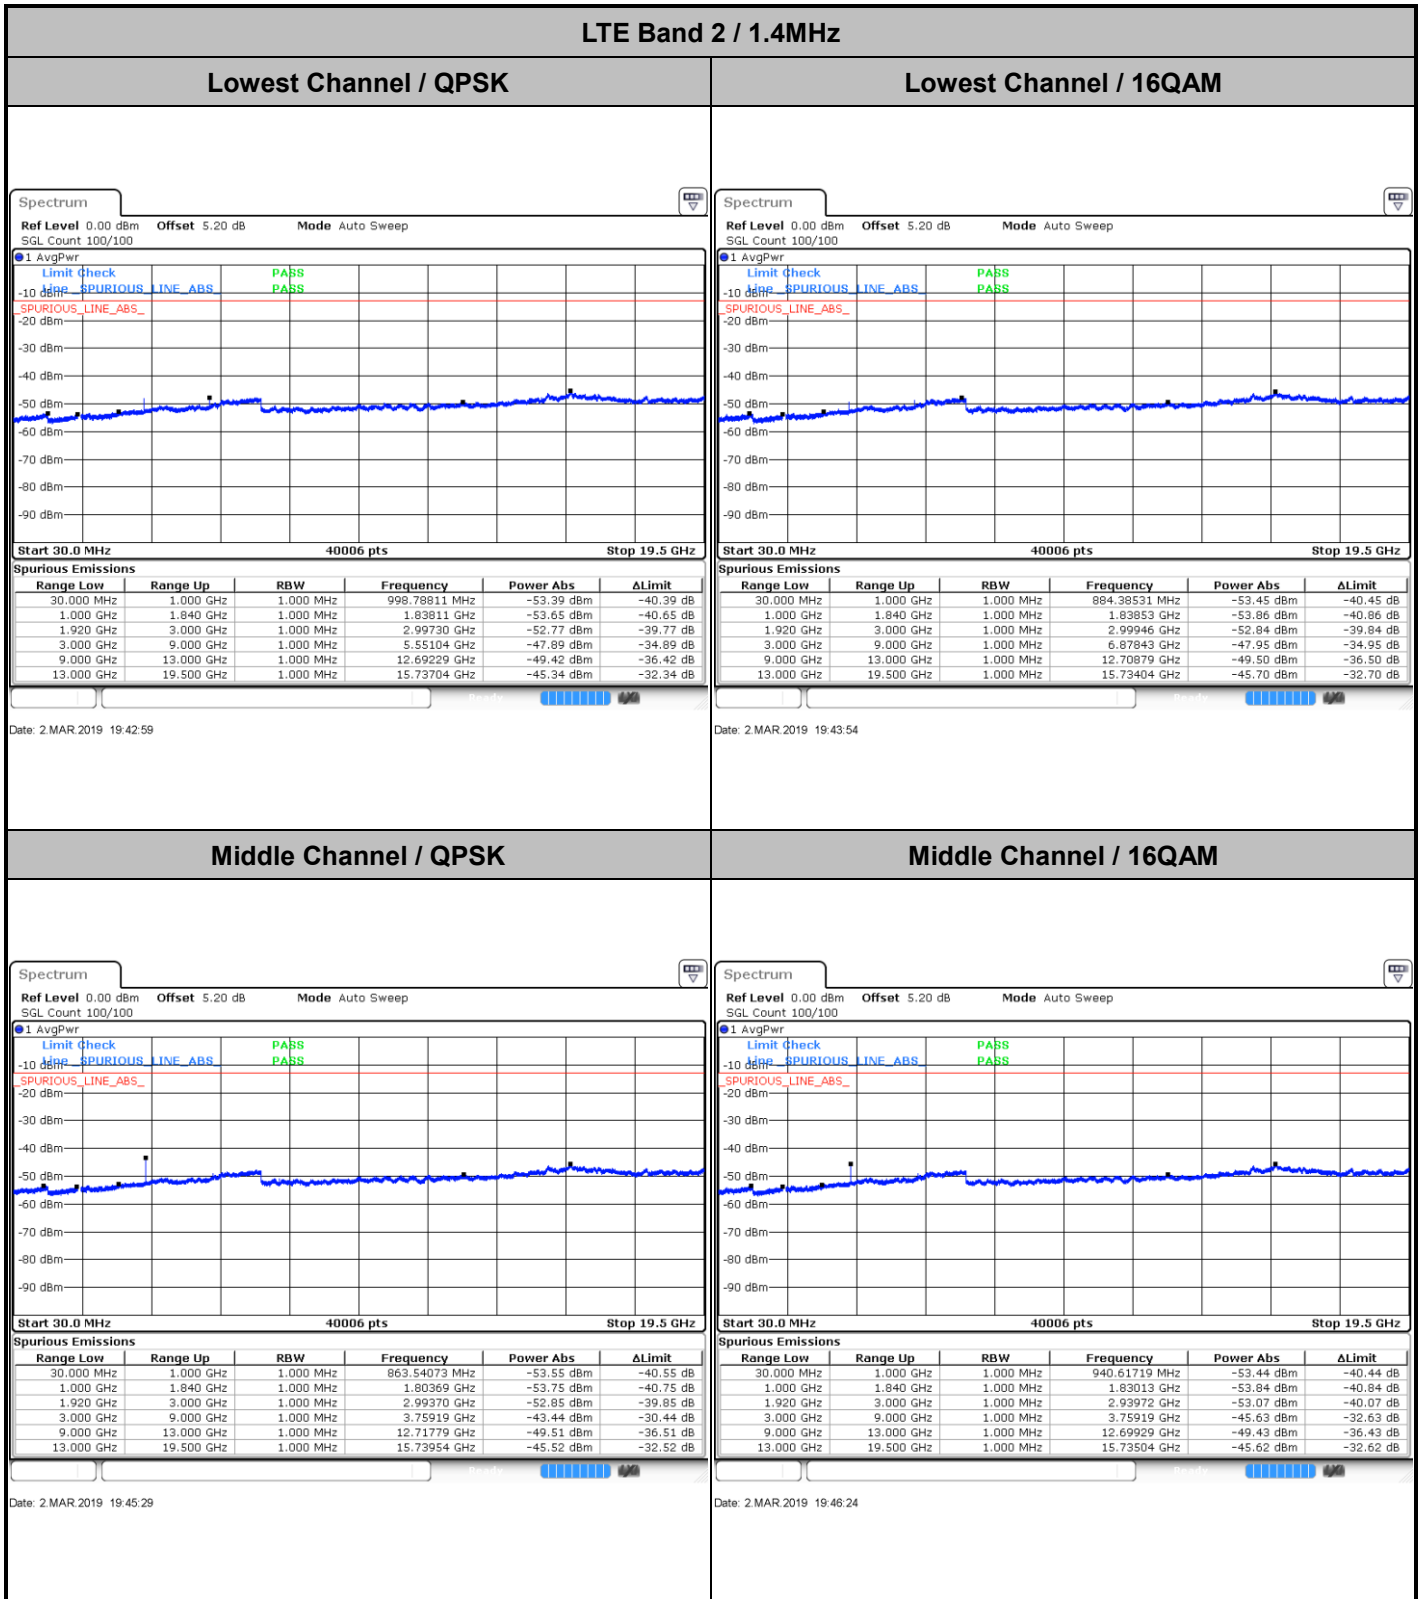 LTE Band 2 / 1.4MHz
Lowest Channel / QPSK
Lowest Channel / 16QAM
Spectrum
Ref Level 0.00 dBm Offset 5.20 dB Mode Auto Sweep
SGL Count 100/100
1 AvgPwr
Limit Check PASS
Line _SPURIOUS_LINE_ABS_ PASS
-10 dBm
_SPURIOUS_LINE_ABS_
-20 dBm
-30 dBm
-40 dBm
-50 dBm
-60 dBm
-70 dBm
-80 dBm
-90 dBm
Start 30.0 MHz 40006 pts Stop 19.5 GHz
Spurious Emissions
Range Low Range Up RBW Frequency Power Abs ΔLimit
30.000 MHz 1.000 GHz 1.000 MHz 998.78811 MHz -53.39 dBm -40.39 dB
1.000 GHz 1.840 GHz 1.000 MHz 1.83811 GHz -53.65 dBm -40.65 dB
1.920 GHz 3.000 GHz 1.000 MHz 2.99730 GHz -52.77 dBm -39.77 dB
3.000 GHz 9.000 GHz 1.000 MHz 5.55104 GHz -47.89 dBm -34.89 dB
9.000 GHz 13.000 GHz 1.000 MHz 12.69229 GHz -49.42 dBm -36.42 dB
13.000 GHz 19.500 GHz 1.000 MHz 15.73704 GHz -45.34 dBm -32.34 dB
Date: 2.MAR.2019 19:42:59
Spectrum
Ref Level 0.00 dBm Offset 5.20 dB Mode Auto Sweep
SGL Count 100/100
1 AvgPwr
Limit Check PASS
Line _SPURIOUS_LINE_ABS_ PASS
-10 dBm
_SPURIOUS_LINE_ABS_
-20 dBm
-30 dBm
-40 dBm
-50 dBm
-60 dBm
-70 dBm
-80 dBm
-90 dBm
Start 30.0 MHz 40006 pts Stop 19.5 GHz
Spurious Emissions
Range Low Range Up RBW Frequency Power Abs ΔLimit
30.000 MHz 1.000 GHz 1.000 MHz 884.38531 MHz -53.45 dBm -40.45 dB
1.000 GHz 1.840 GHz 1.000 MHz 1.83853 GHz -53.86 dBm -40.86 dB
1.920 GHz 3.000 GHz 1.000 MHz 2.99946 GHz -52.84 dBm -39.84 dB
3.000 GHz 9.000 GHz 1.000 MHz 6.87843 GHz -47.95 dBm -34.95 dB
9.000 GHz 13.000 GHz 1.000 MHz 12.70879 GHz -49.50 dBm -36.50 dB
13.000 GHz 19.500 GHz 1.000 MHz 15.73404 GHz -45.70 dBm -32.70 dB
Date: 2.MAR.2019 19:43:54
Middle Channel / QPSK
Middle Channel / 16QAM
Spectrum
Ref Level 0.00 dBm Offset 5.20 dB Mode Auto Sweep
SGL Count 100/100
1 AvgPwr
Limit Check PASS
Line _SPURIOUS_LINE_ABS_ PASS
-10 dBm
_SPURIOUS_LINE_ABS_
-20 dBm
-30 dBm
-40 dBm
-50 dBm
-60 dBm
-70 dBm
-80 dBm
-90 dBm
Start 30.0 MHz 40006 pts Stop 19.5 GHz
Spurious Emissions
Range Low Range Up RBW Frequency Power Abs ΔLimit
30.000 MHz 1.000 GHz 1.000 MHz 863.54073 MHz -53.55 dBm -40.55 dB
1.000 GHz 1.840 GHz 1.000 MHz 1.80369 GHz -53.75 dBm -40.75 dB
1.920 GHz 3.000 GHz 1.000 MHz 2.99370 GHz -52.85 dBm -39.85 dB
3.000 GHz 9.000 GHz 1.000 MHz 3.75919 GHz -43.44 dBm -30.44 dB
9.000 GHz 13.000 GHz 1.000 MHz 12.71779 GHz -49.51 dBm -36.51 dB
13.000 GHz 19.500 GHz 1.000 MHz 15.73954 GHz -45.52 dBm -32.52 dB
Date: 2.MAR.2019 19:45:29
Spectrum
Ref Level 0.00 dBm Offset 5.20 dB Mode Auto Sweep
SGL Count 100/100
1 AvgPwr
Limit Check PASS
Line _SPURIOUS_LINE_ABS_ PASS
-10 dBm
_SPURIOUS_LINE_ABS_
-20 dBm
-30 dBm
-40 dBm
-50 dBm
-60 dBm
-70 dBm
-80 dBm
-90 dBm
Start 30.0 MHz 40006 pts Stop 19.5 GHz
Spurious Emissions
Range Low Range Up RBW Frequency Power Abs ΔLimit
30.000 MHz 1.000 GHz 1.000 MHz 940.61719 MHz -53.44 dBm -40.44 dB
1.000 GHz 1.840 GHz 1.000 MHz 1.83013 GHz -53.84 dBm -40.84 dB
1.920 GHz 3.000 GHz 1.000 MHz 2.93972 GHz -53.07 dBm -40.07 dB
3.000 GHz 9.000 GHz 1.000 MHz 3.75919 GHz -45.63 dBm -32.63 dB
9.000 GHz 13.000 GHz 1.000 MHz 12.69929 GHz -49.43 dBm -36.43 dB
13.000 GHz 19.500 GHz 1.000 MHz 15.73504 GHz -45.62 dBm -32.62 dB
Date: 2.MAR.2019 19:46:24